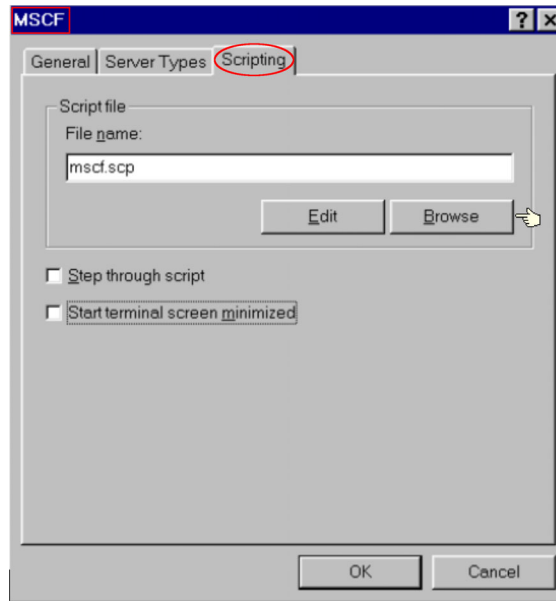 MSCF
General Server Types Scripting
Script file
File name:
mscf.scp
Edit Browse
Step through script
Start terminal screen minimized
OK Cancel